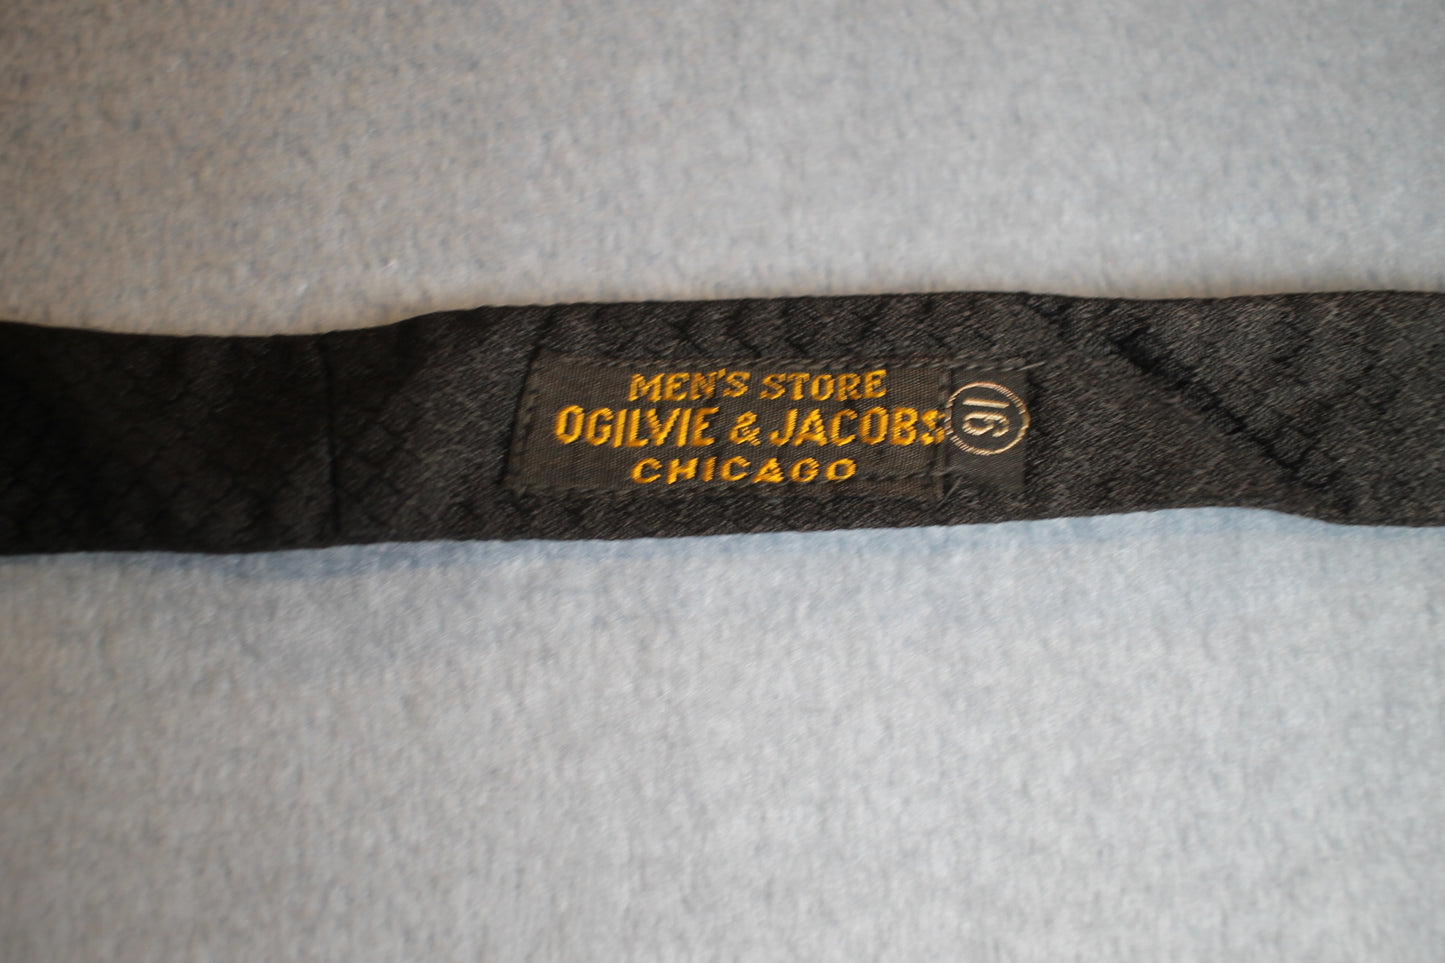 MEN'S STORE
OGILVIE & JACOBS
CHICAGO
16